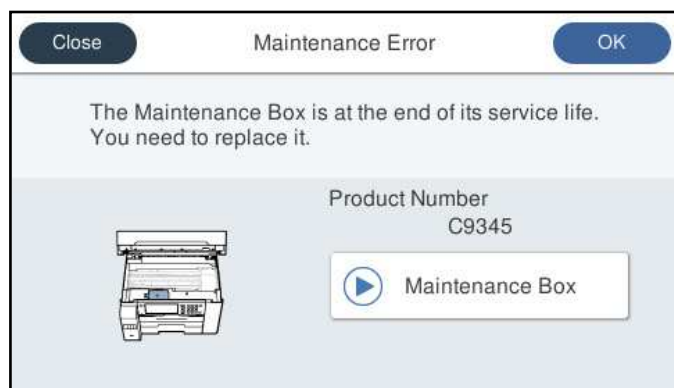 Close Maintenance Error OK
The Maintenance Box is at the end of its service life.
You need to replace it.
Product Number
C9345
Maintenance Box